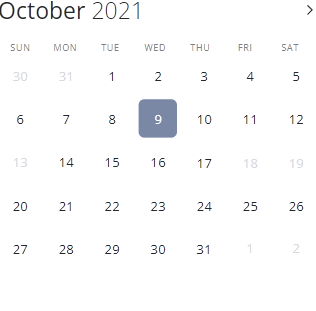 October 2021
SUN MON TUE WED THU FRI SAT
30 31 1 2 3 4 5
6 7 8 9 10 11 12
13 14 15 16 17 18 19
20 21 22 23 24 25 26
27 28 29 30 31 1 2